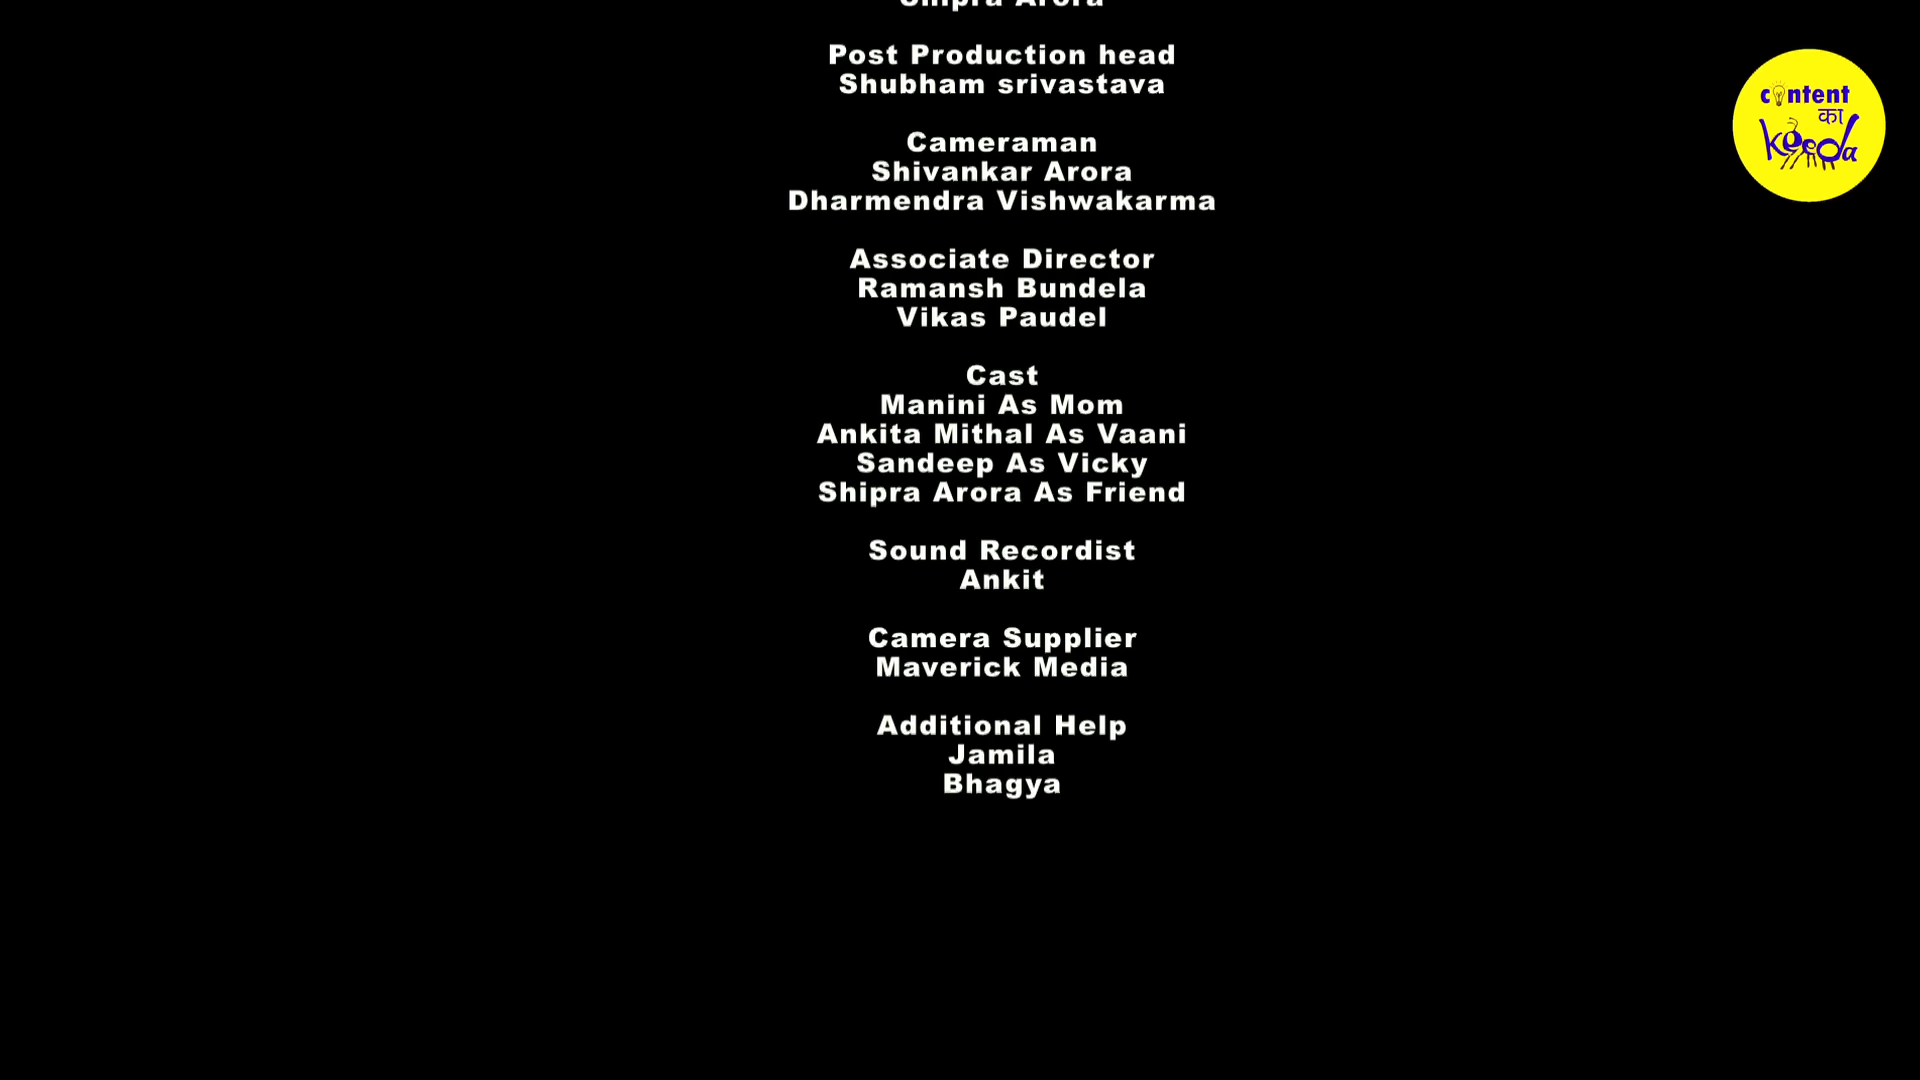 Shipra Arora
Post Production head
Shubham srivastava
Cameraman
Shivankar Arora
Dharmendra Vishwakarma
Associate Director
Ramansh Bundela
Vikas Paudel
Cast
Manini As Mom
Ankita Mithal As Vaani
Sandeep As Vicky
Shipra Arora As Friend
Sound Recordist
Ankit
Camera Supplier
Maverick Media
Additional Help
Jamila
Bhagya
content
का
keeda